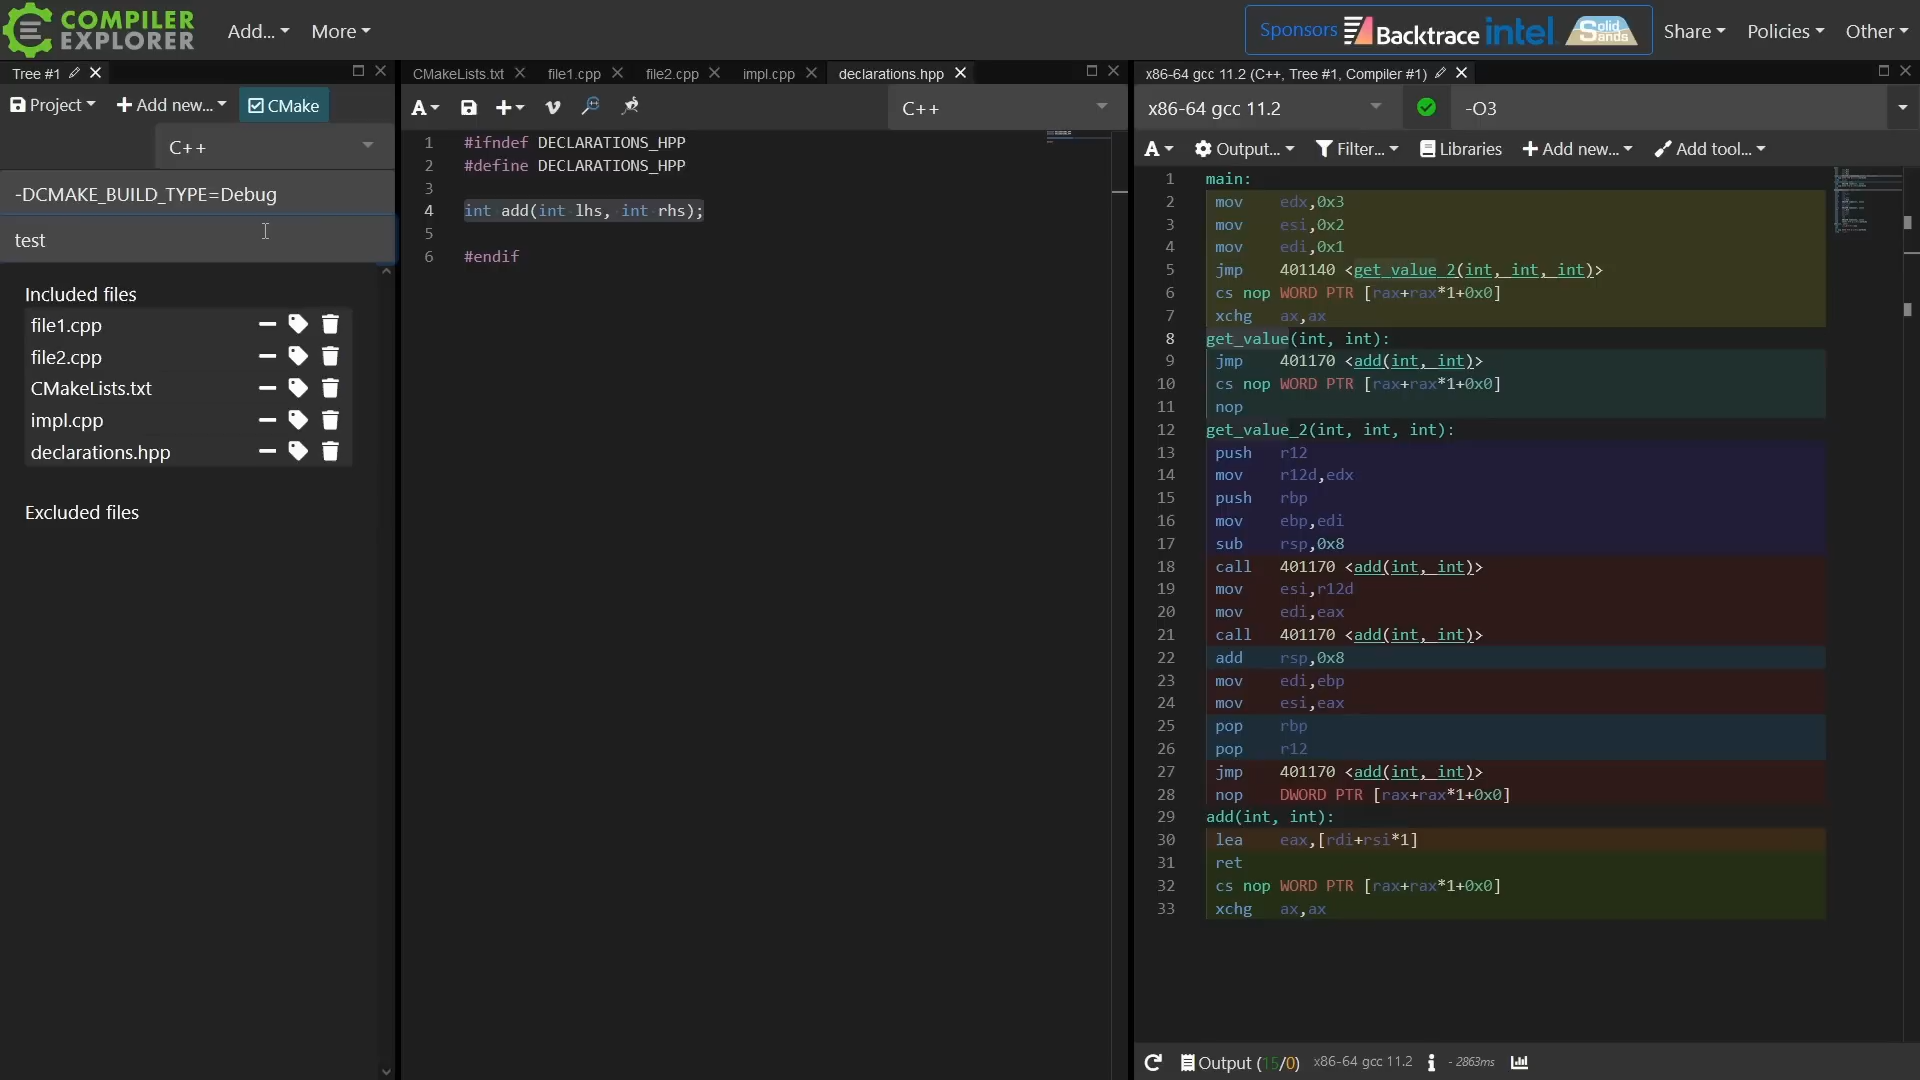 COMPILER EXPLORER
Add...
More
Sponsors Backtrace intel Solid Sands
Share
Policies
Other
Tree #1
Project
Add new...
CMake
C++
-DCMAKE_BUILD_TYPE=Debug
test
Included files
file1.cpp
file2.cpp
CMakeLists.txt
impl.cpp
declarations.hpp
Excluded files
CMakeLists.txt
file1.cpp
file2.cpp
impl.cpp
declarations.hpp
A
C++
1 #ifndef DECLARATIONS_HPP
2 #define DECLARATIONS_HPP
3
4 int add(int lhs, int rhs);
5
6 #endif
x86-64 gcc 11.2 (C++, Tree #1, Compiler #1)
x86-64 gcc 11.2
-O3
A
Output...
Filter...
Libraries
Add new...
Add tool...
1 main:
2 mov edx,0x3
3 mov esi,0x2
4 mov edi,0x1
5 jmp 401140 <get_value_2(int, int, int)>
6 cs nop WORD PTR [rax+rax*1+0x0]
7 xchg ax,ax
8 get_value(int, int):
9 jmp 401170 <add(int, int)>
10 cs nop WORD PTR [rax+rax*1+0x0]
11 nop
12 get_value_2(int, int, int):
13 push r12
14 mov r12d,edx
15 push rbp
16 mov ebp,edi
17 sub rsp,0x8
18 call 401170 <add(int, int)>
19 mov esi,r12d
20 mov edi,eax
21 call 401170 <add(int, int)>
22 add rsp,0x8
23 mov edi,ebp
24 mov esi,eax
25 pop rbp
26 pop r12
27 jmp 401170 <add(int, int)>
28 nop DWORD PTR [rax+rax*1+0x0]
29 add(int, int):
30 lea eax,[rdi+rsi*1]
31 ret
32 cs nop WORD PTR [rax+rax*1+0x0]
33 xchg ax,ax
Output (15/0) x86-64 gcc 11.2 i - 2863ms